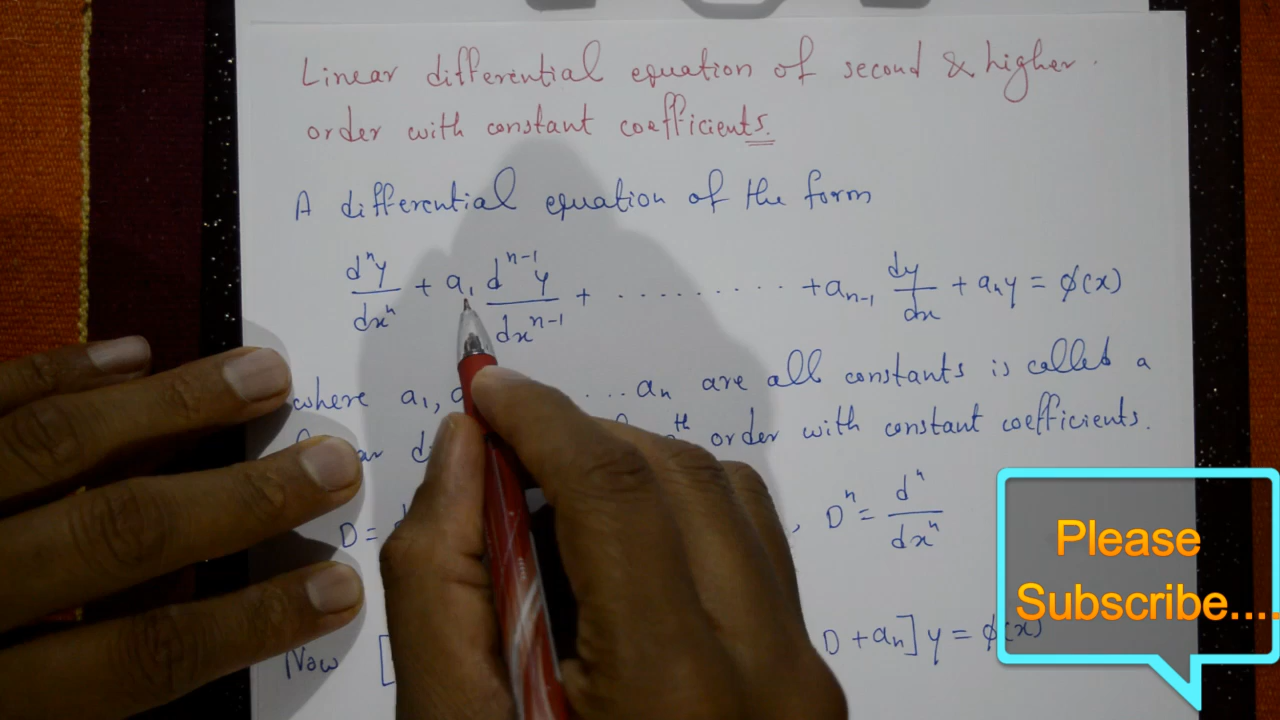 Linear differential equation of second & higher
order with constant coefficients.
A differential equation of the form
dⁿy/dxⁿ + a₁ dⁿ⁻¹y/dxⁿ⁻¹ + .......... + aₙ₋₁ dy/dx + aₙy = φ(x)
where a₁, ... aₙ are all constants is called a
th order with constant coefficients.
D = , Dⁿ = dⁿ/dxⁿ
Now [ D + aₙ] y = φ(x)
Please
Subscribe....